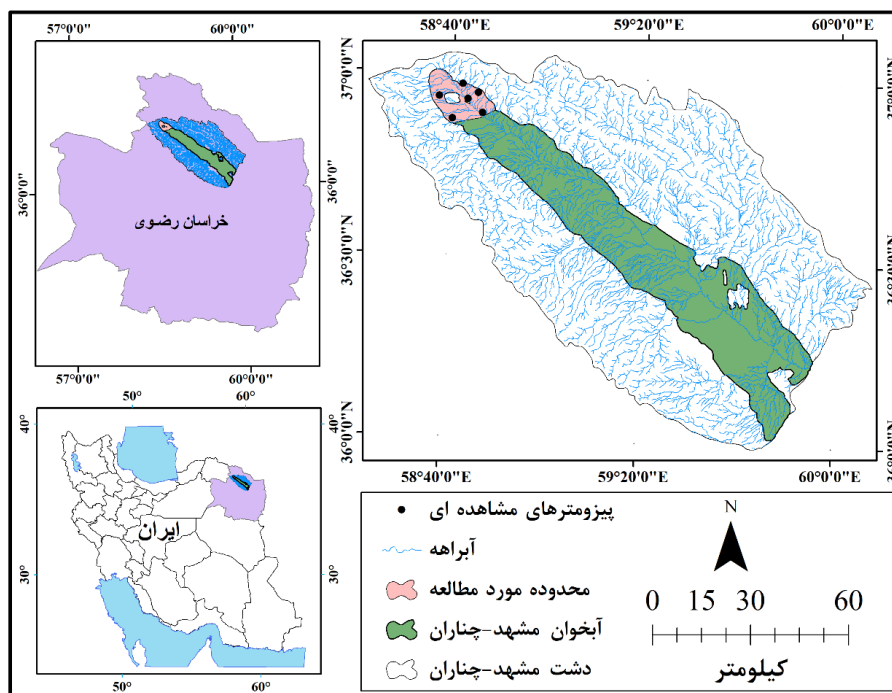 57°0'0"
60°0'0"
36°0'0"
36°0'0"
خراسان رضوی
57°0'0"
60°0'0"
50°
60°
40°
40°
ایران
30°
30°
50°
60°
58°40'0"E
59°20'0"E
60°0'0"E
37°0'0"N
36°30'0"N
36°0'0"N
58°40'0"E
59°20'0"E
60°0'0"E
پیزومترهای مشاهده ای
آبراهه
محدوده مورد مطالعه
آبخوان مشهد-چناران
دشت مشهد-چناران
N
0 15 30 60
کیلومتر